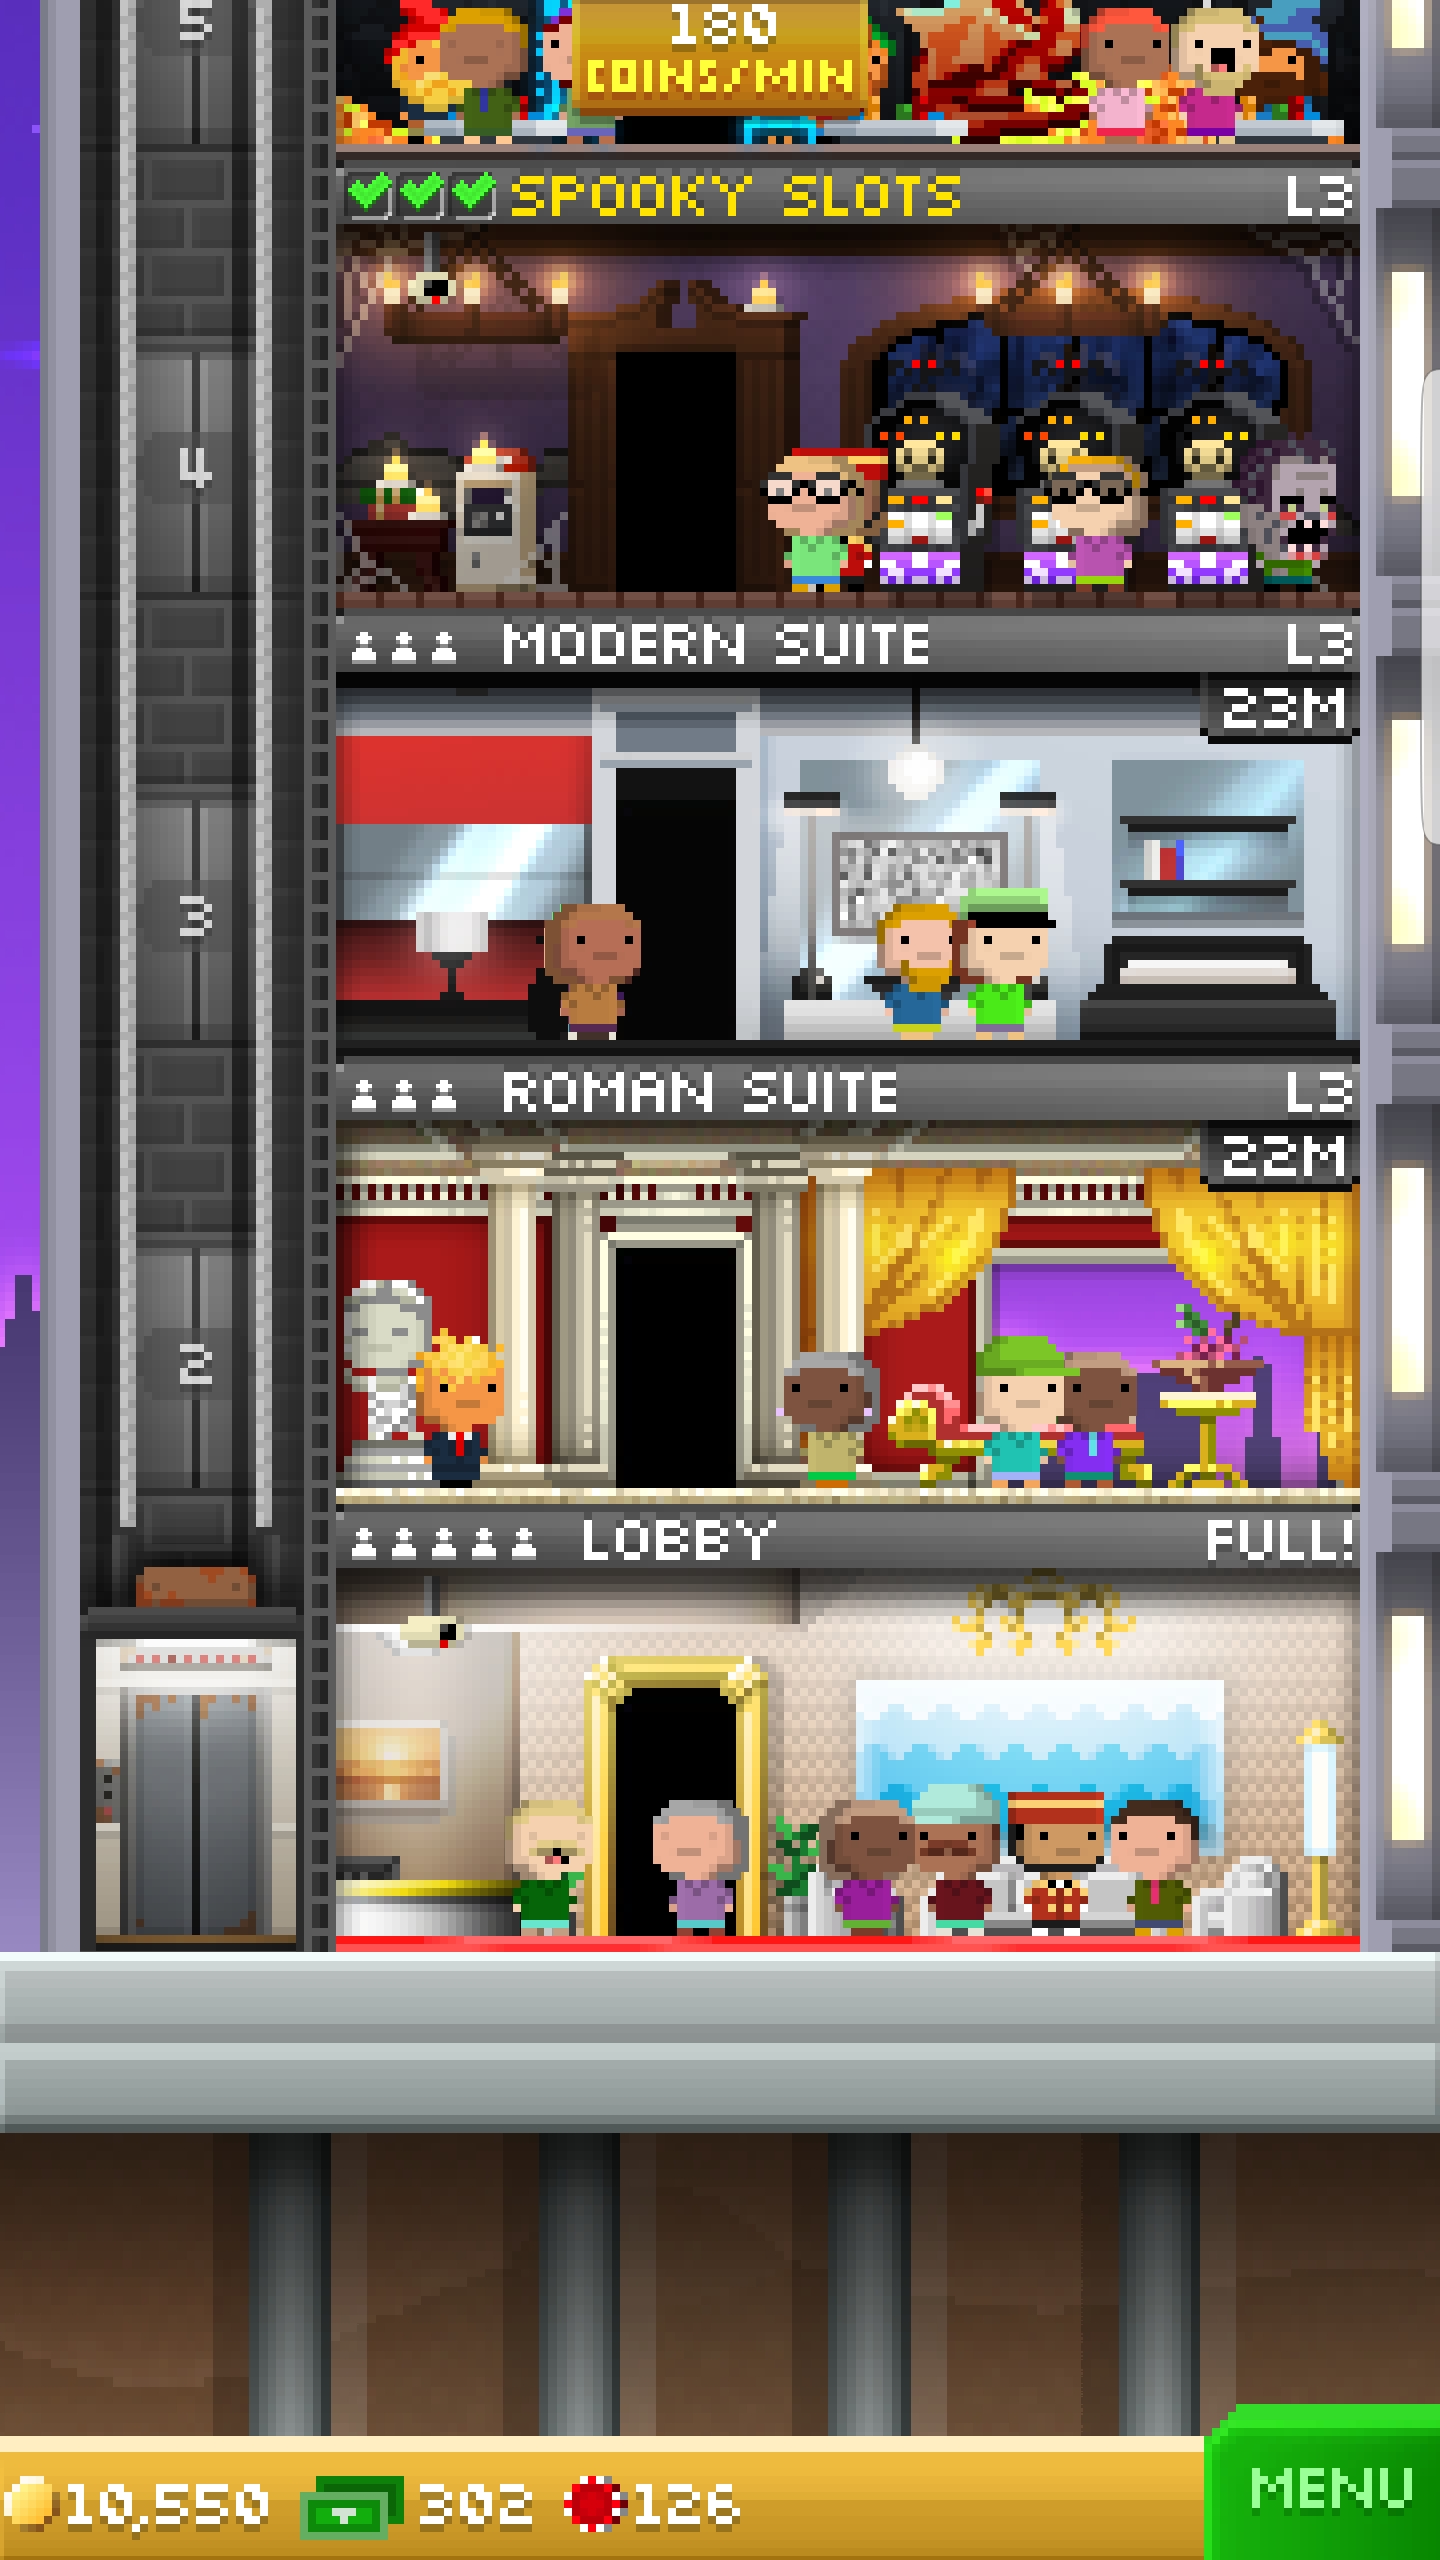 5
180
COINS/MIN
SPOOKY SLOTS L3
4
MODERN SUITE L3
23M
3
ROMAN SUITE L3
22M
2
LOBBY FULL!
10,550 302 126
MENU